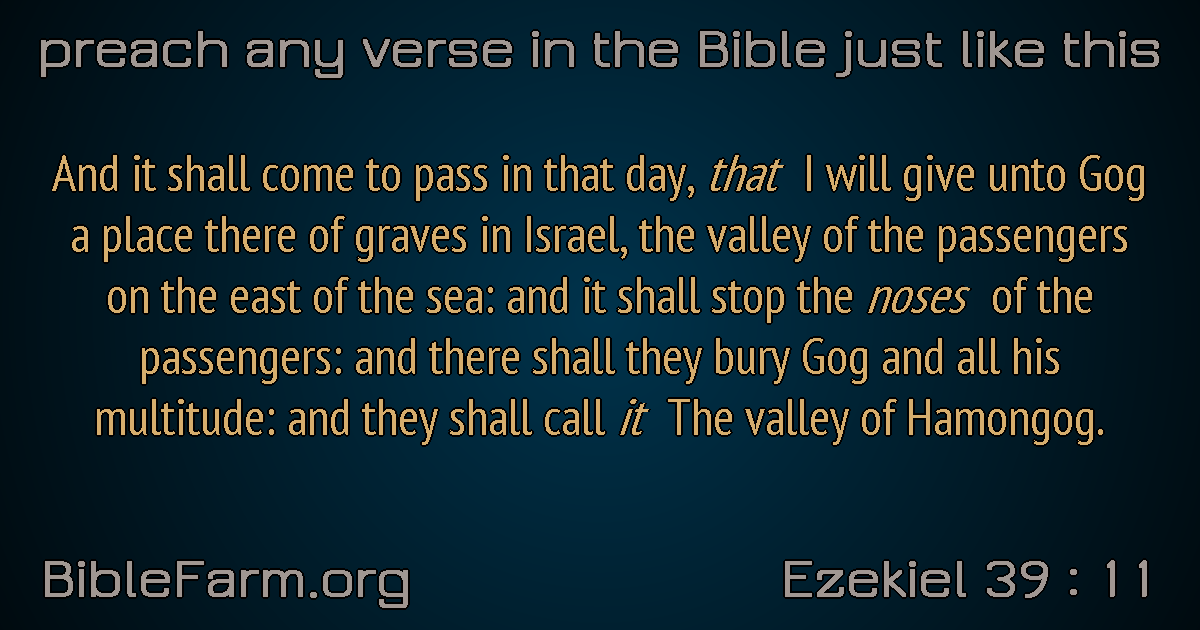 preach any verse in the Bible just like this
And it shall come to pass in that day, that I will give unto Gog
a place there of graves in Israel, the valley of the passengers
on the east of the sea: and it shall stop the noses of the
passengers: and there shall they bury Gog and all his
multitude: and they shall call it The valley of Hamongog.
BibleFarm.org
Ezekiel 39 : 11